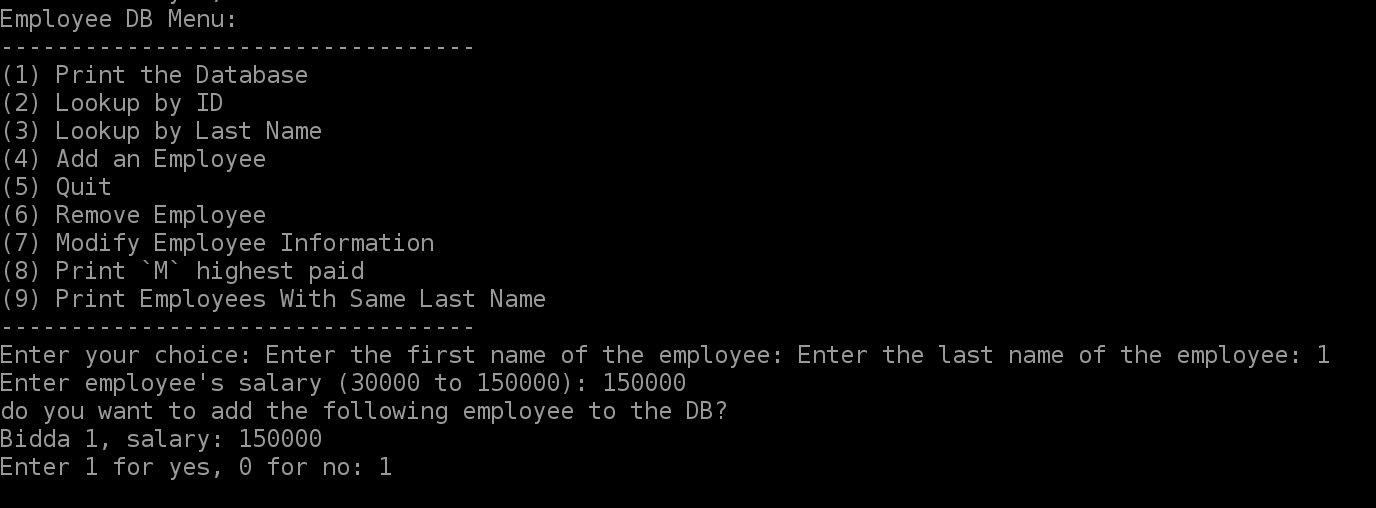 Employee DB Menu:
----------------------------------
(1) Print the Database
(2) Lookup by ID
(3) Lookup by Last Name
(4) Add an Employee
(5) Quit
(6) Remove Employee
(7) Modify Employee Information
(8) Print `M` highest paid
(9) Print Employees With Same Last Name
----------------------------------
Enter your choice: Enter the first name of the employee: Enter the last name of the employee: 1
Enter employee's salary (30000 to 150000): 150000
do you want to add the following employee to the DB?
Bidda 1, salary: 150000
Enter 1 for yes, 0 for no: 1